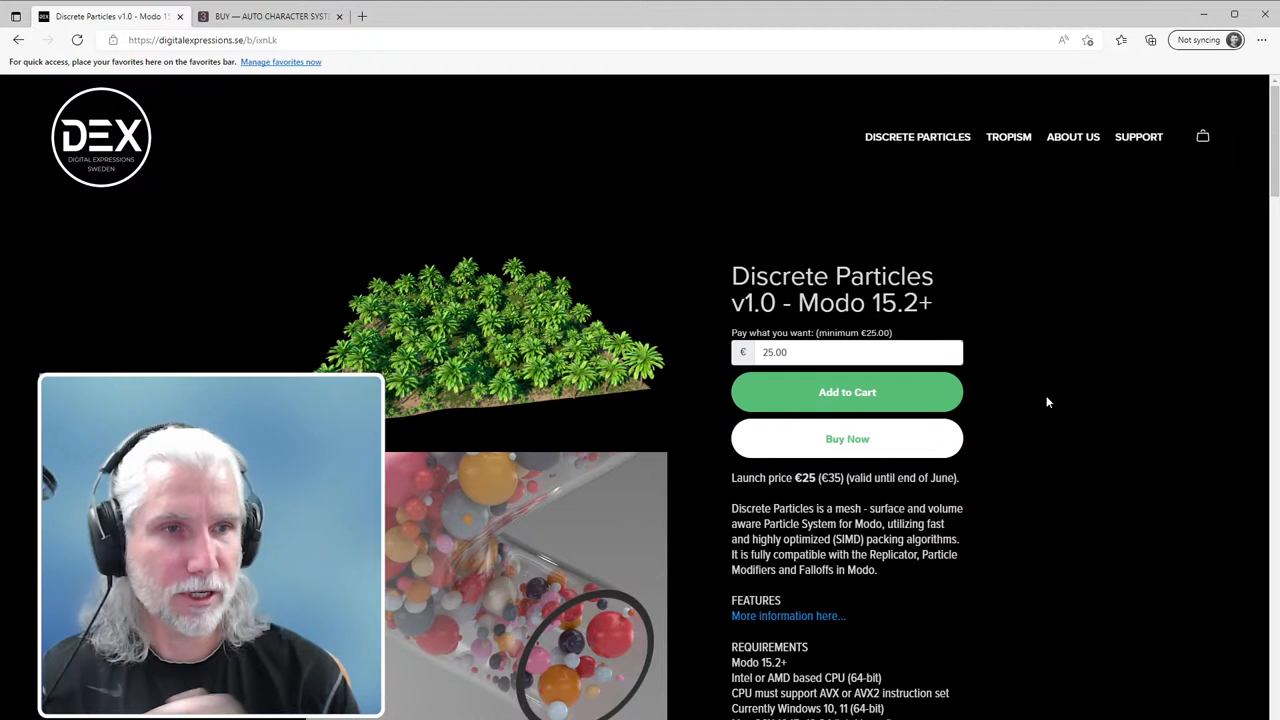 Discrete Particles v1.0 - Modo 15
BUY — AUTO CHARACTER SYST
https://digitalexpressions.se/b/ixnLk
Not syncing
For quick access, place your favorites here on the favorites bar. Manage favorites now
DEX
DIGITAL EXPRESSIONS
SWEDEN
DISCRETE PARTICLES TROPISM ABOUT US SUPPORT
Discrete Particles
v1.0 - Modo 15.2+
Pay what you want: (minimum €25.00)
€ 25.00
Add to Cart
Buy Now
Launch price €25 (€35) (valid until end of June).
Discrete Particles is a mesh - surface and volume
aware Particle System for Modo, utilizing fast
and highly optimized (SIMD) packing algorithms.
It is fully compatible with the Replicator, Particle
Modifiers and Falloffs in Modo.
FEATURES
More information here...
REQUIREMENTS
Modo 15.2+
Intel or AMD based CPU (64-bit)
CPU must support AVX or AVX2 instruction set
Currently Windows 10, 11 (64-bit)